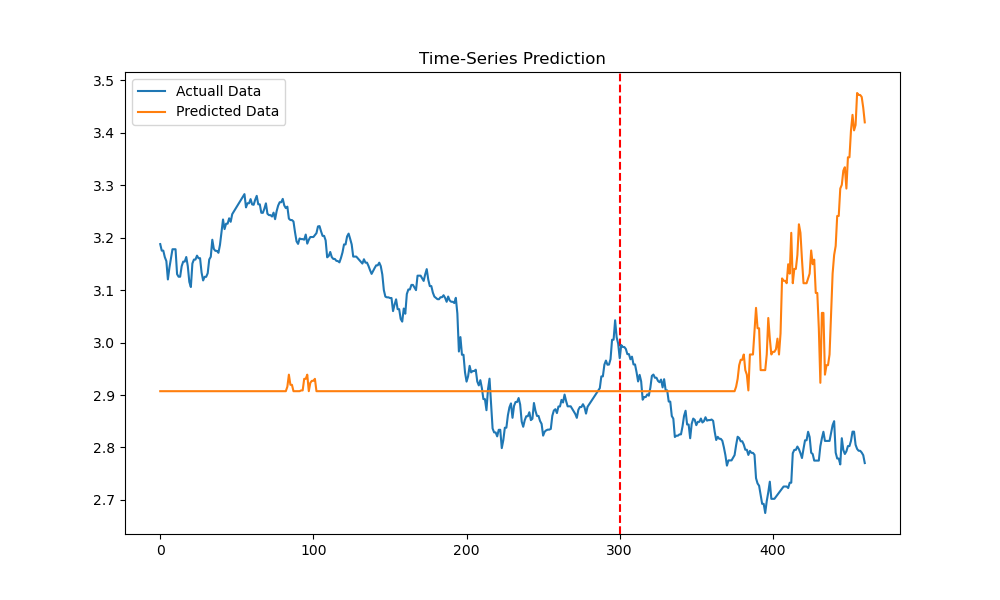 Time-Series Prediction
Actuall Data
Predicted Data
3.5
3.4
3.3
3.2
3.1
3.0
2.9
2.8
2.7
0 100 200 300 400